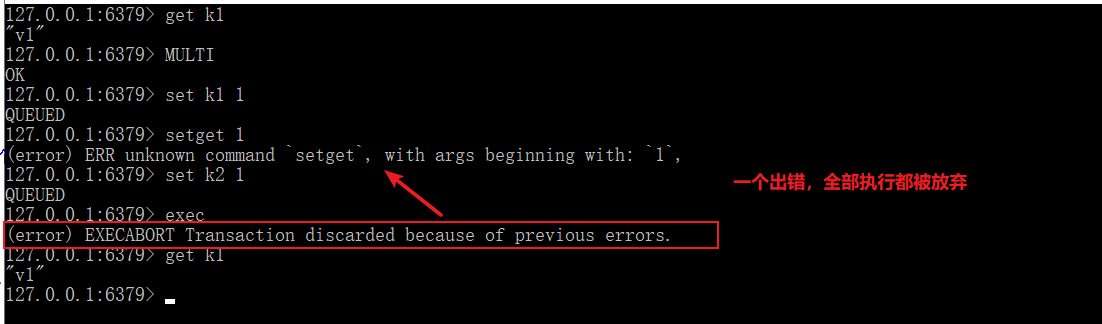 127.0.0.1:6379> get k1
"v1"
127.0.0.1:6379> MULTI
OK
127.0.0.1:6379> set k1 1
QUEUED
127.0.0.1:6379> setget 1
(error) ERR unknown command `setget`, with args beginning with: `1`,
127.0.0.1:6379> set k2 1
一个出错，全部执行都被放弃
QUEUED
127.0.0.1:6379> exec
(error) EXECABORT Transaction discarded because of previous errors.
127.0.0.1:6379> get k1
"v1"
127.0.0.1:6379>